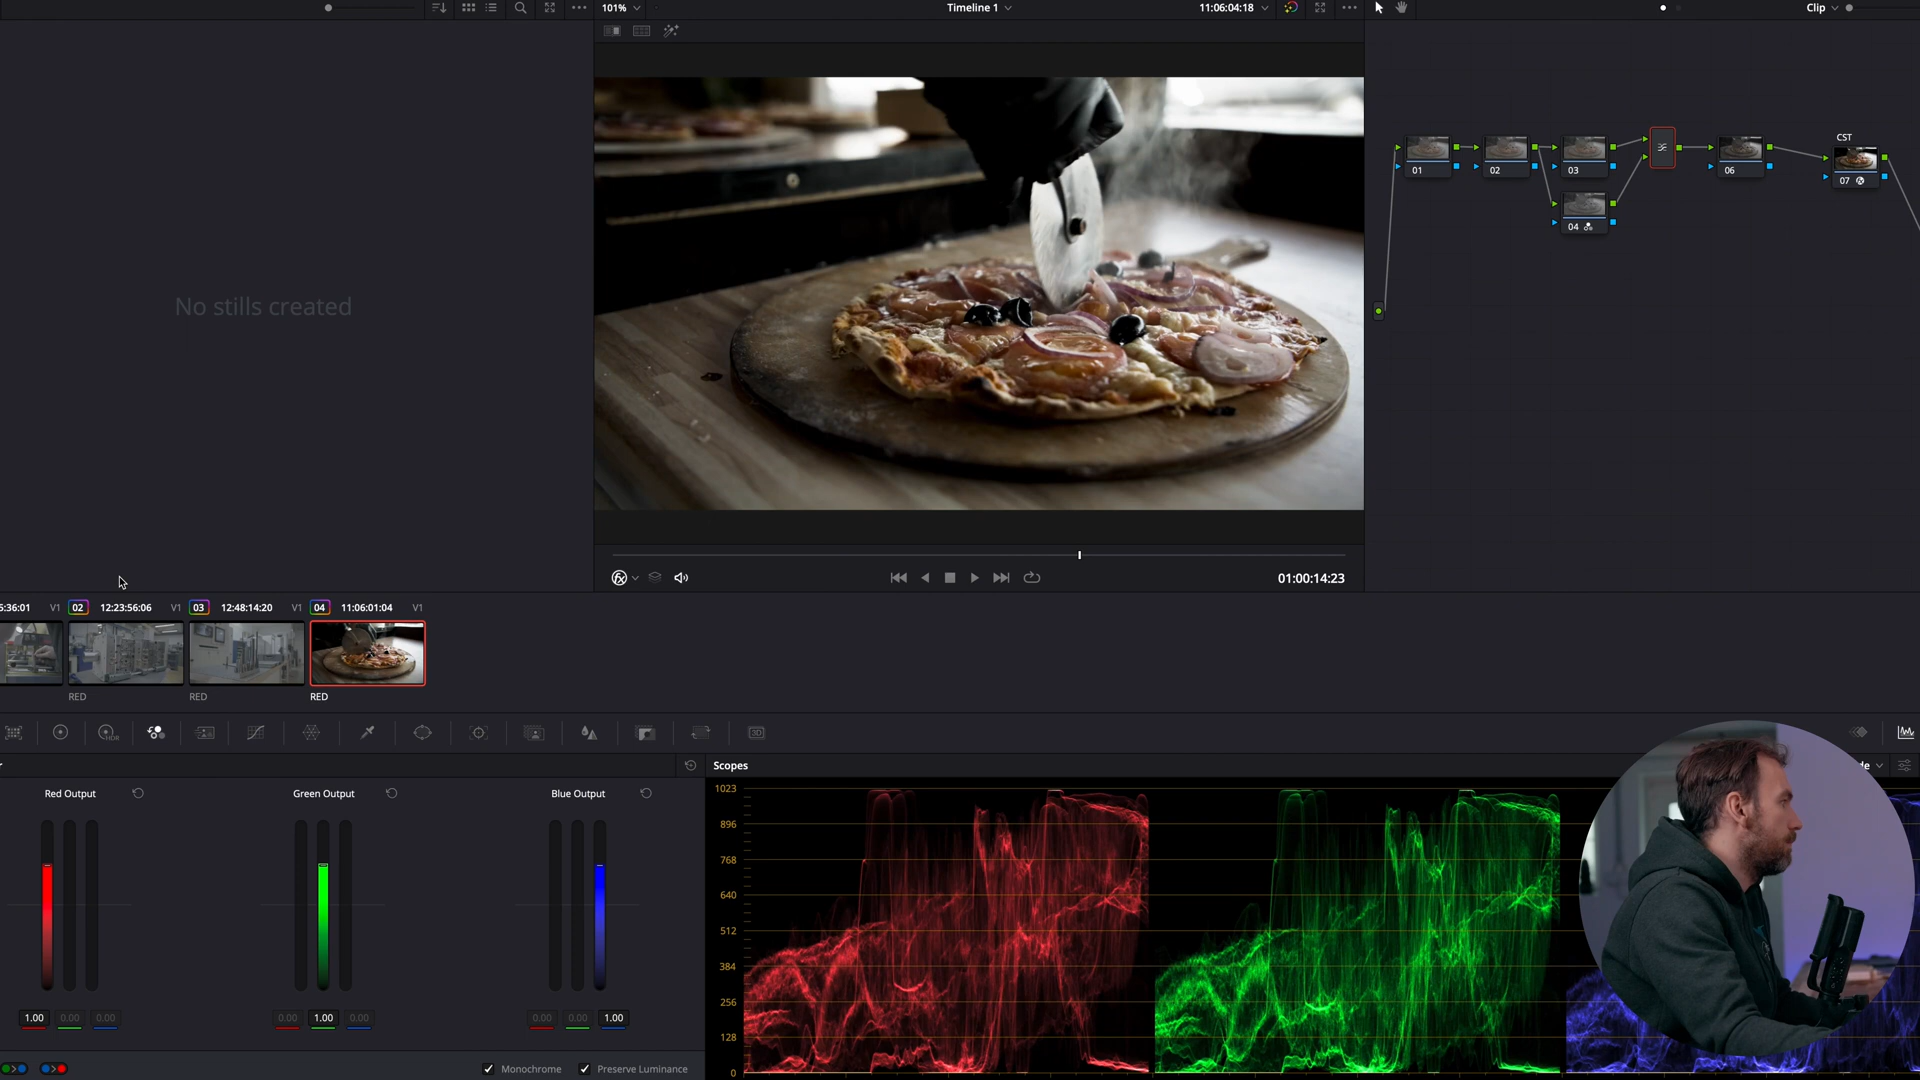 101%
Timeline 1
11:06:04:18
Clip
No stills created
CST
01
02
03
06
07
04
01:00:14:23
5:36:01 V1 02 12:23:56:06 V1 03 12:48:14:20 V1 04 11:06:01:04 V1
RED
RED
RED
HDR
3D
Scopes
Red Output
Green Output
Blue Output
1023
896
768
640
512
384
256
128
0
1.00 0.00 0.00
0.00 1.00 0.00
0.00 0.00 1.00
Monochrome
Preserve Luminance